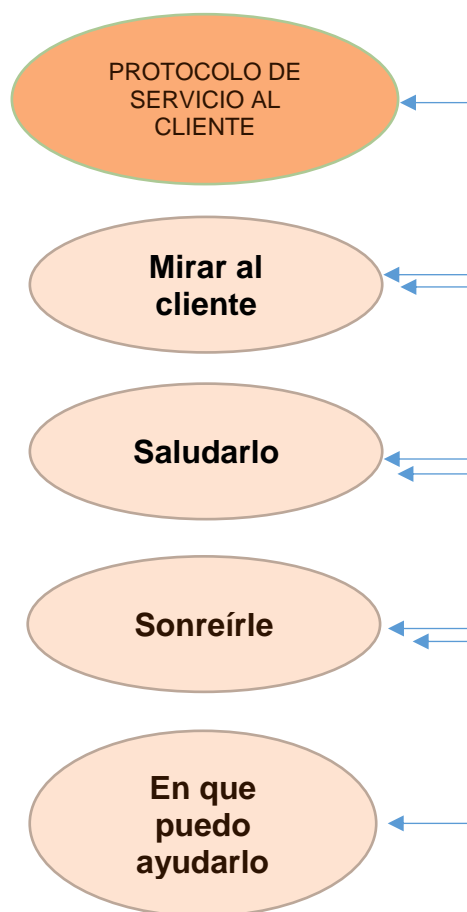 PROTOCOLO DE
SERVICIO AL
CLIENTE
Mirar al
cliente
Saludarlo
Sonreírle
En que
puedo
ayudarlo